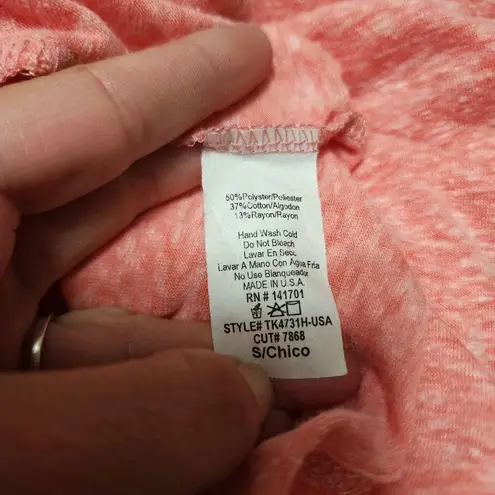 50%Polyster/Poliester
37%Cotton/Algodon
13%Rayon/Rayon
Hand Wash Cold
Do Not Bleach
Lavar En Seco
Lavar A Mano Con Agua Fria
No Use Blanqueador
MADE IN U.S.A.
RN # 141701
STYLE# TK4731H-USA
CUT# 7868
S/Chico